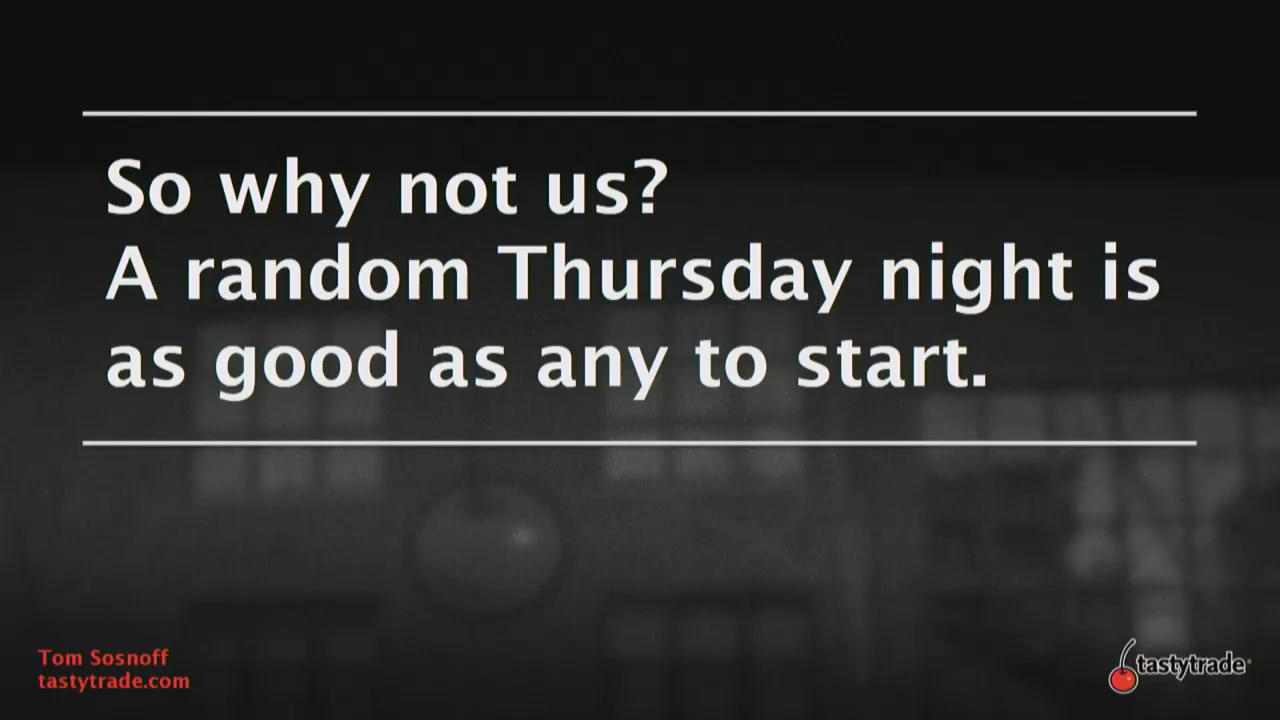 So why not us?
A random Thursday night is
as good as any to start.
Tom Sosnoff
tastytrade.com
tastytrade